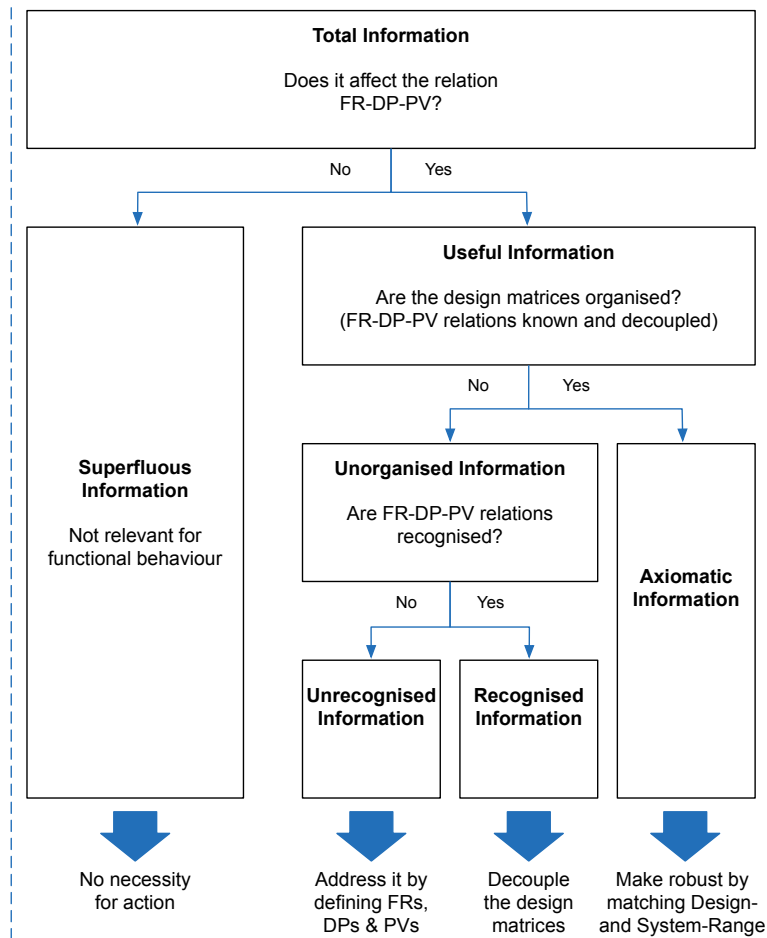 Total Information
Does it affect the relation
FR-DP-PV?
No
Yes
Useful Information
Are the design matrices organised?
(FR-DP-PV relations known and decoupled)
No
Yes
Superfluous
Information
Not relevant for
functional behaviour
Unorganised Information
Are FR-DP-PV relations
recognised?
Axiomatic
Information
No
Yes
Unrecognised
Information
Recognised
Information
No necessity
for action
Address it by
defining FRs,
DPs & PVs
Decouple
the design
matrices
Make robust by
matching Design-
and System-Range